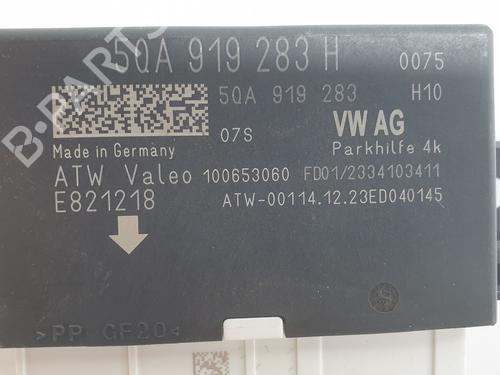 5QA 919 283 H 0075
5QA 919 283 H10
07S VW AG
Made in Germany Parkhilfe 4k
ATW Valeo 100653060 FD01/2334103411
E821218 ATW-00114.12.23ED040145
>PP GF20<
B-PARTS